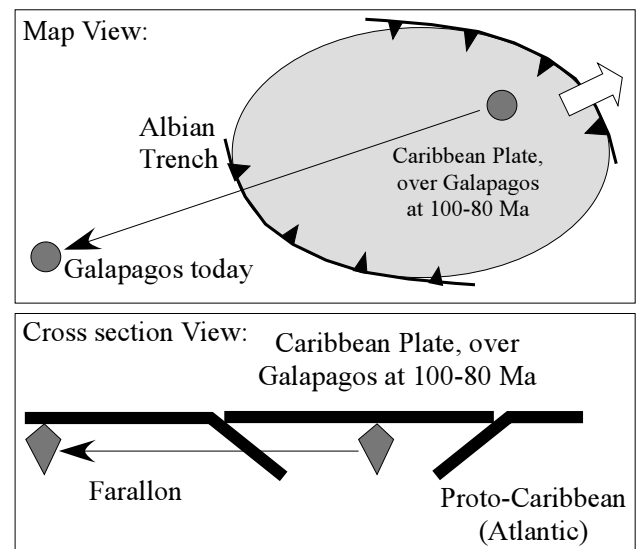 Map View:
Albian
Trench
Caribbean Plate,
over Galapagos
at 100-80 Ma
Galapagos today
Cross section View:
Caribbean Plate, over
Galapagos at 100-80 Ma
Farallon
Proto-Caribbean
(Atlantic)